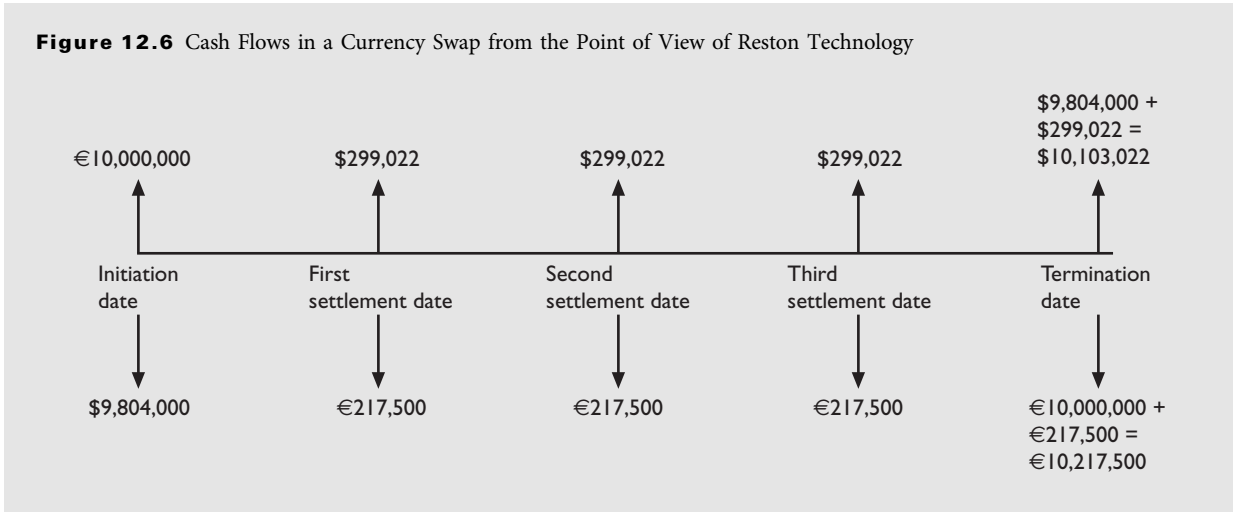 Figure 12.6 Cash Flows in a Currency Swap from the Point of View of Reston Technology
$9,804,000 +
$299,022 =
€10,000,000 $299,022 $299,022 $299,022 $10,103,022
Initiation First Second Third Termination
date settlement date settlement date settlement date date
$9,804,000 €217,500 €217,500 €217,500 €10,000,000 +
€217,500 =
€10,217,500